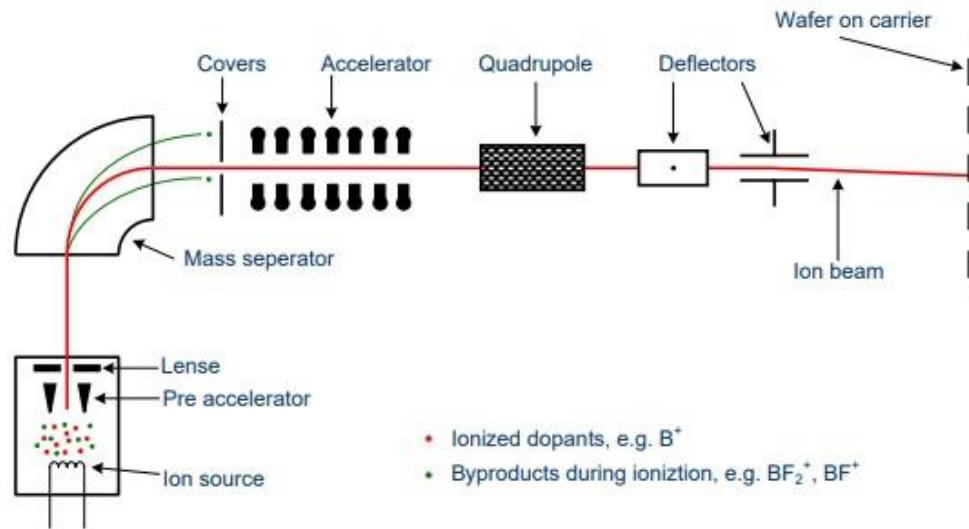 Wafer on carrier
Covers
Accelerator
Quadrupole
Deflectors
Mass seperator
Ion beam
Lense
Pre accelerator
Ion source
Ionized dopants, e.g. B⁺
Byproducts during ioniztion, e.g. BF₂⁺, BF⁺